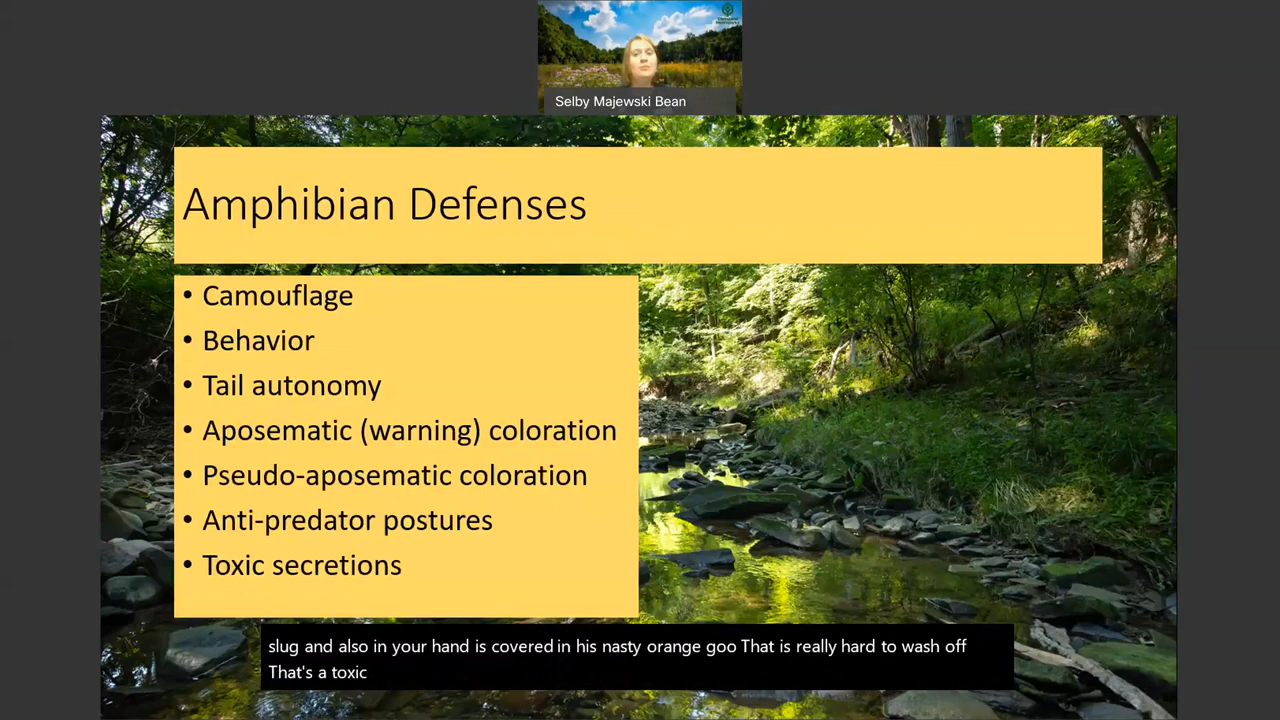 Selby Majewski Bean
Amphibian Defenses
• Camouflage
• Behavior
• Tail autonomy
• Aposematic (warning) coloration
• Pseudo-aposematic coloration
• Anti-predator postures
• Toxic secretions
slug and also in your hand is covered in his nasty orange goo That is really hard to wash off
That's a toxic